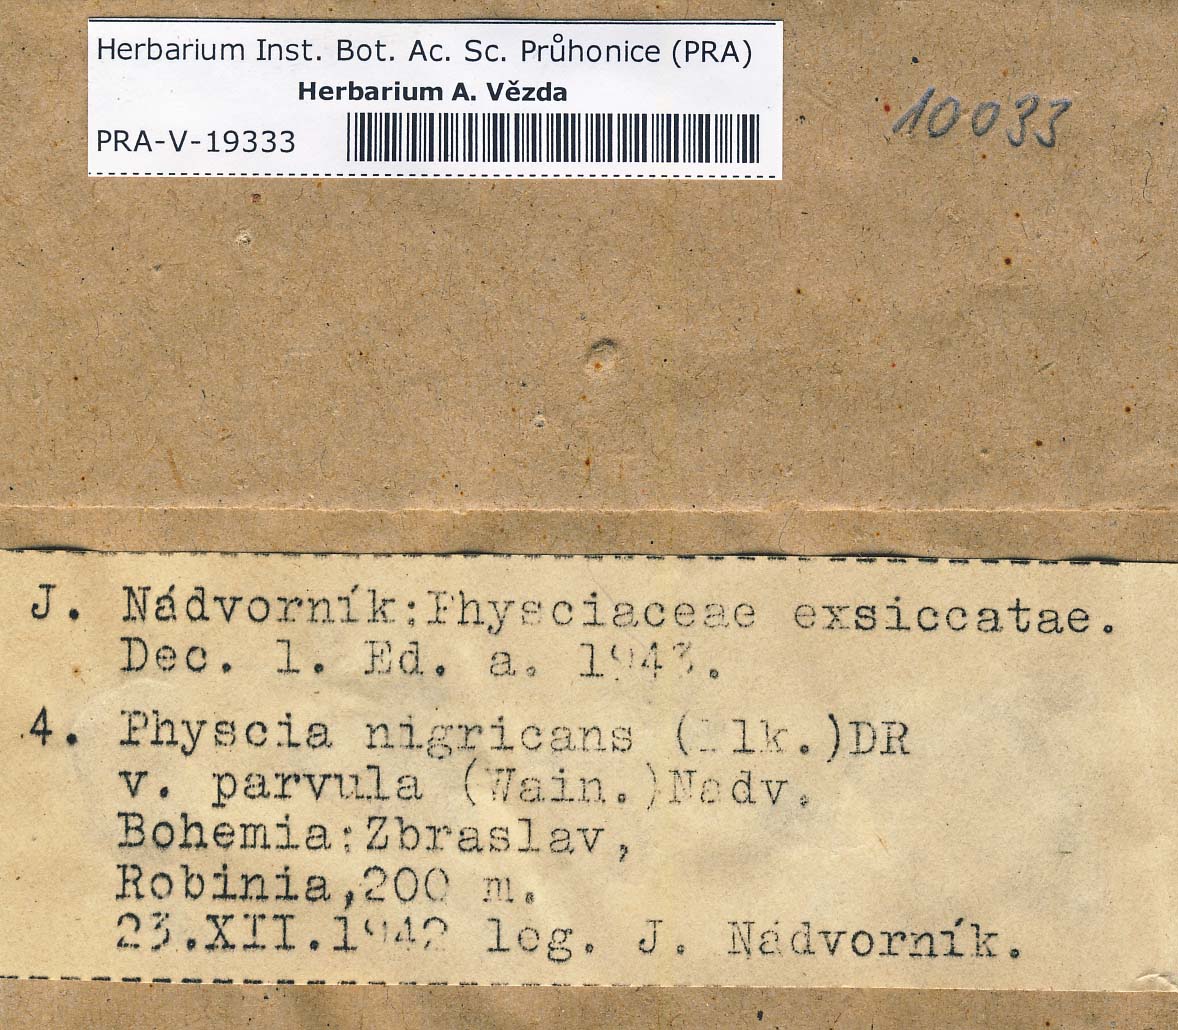 Herbarium Inst. Bot. Ac. Sc. Průhonice (PRA)
Herbarium A. Vězda
PRA-V-19333
10033
J. Nádvorník:Physciaceae exsiccatae.
Dec. 1. Ed. a. 1943.
4. Physcia nigricans (Flk.)DR
v. parvula (Wain.)Nadv.
Bohemia:Zbraslav,
Robinia,200 m.
23.XII.1942 leg. J. Nádvorník.